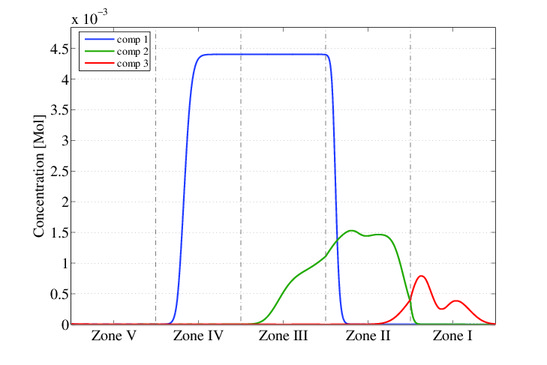 x 10⁻³
comp 1
comp 2
comp 3
4.5
4
3.5
3
2.5
2
1.5
1
0.5
0
Concentration [Mol]
Zone V Zone IV Zone III Zone II Zone I